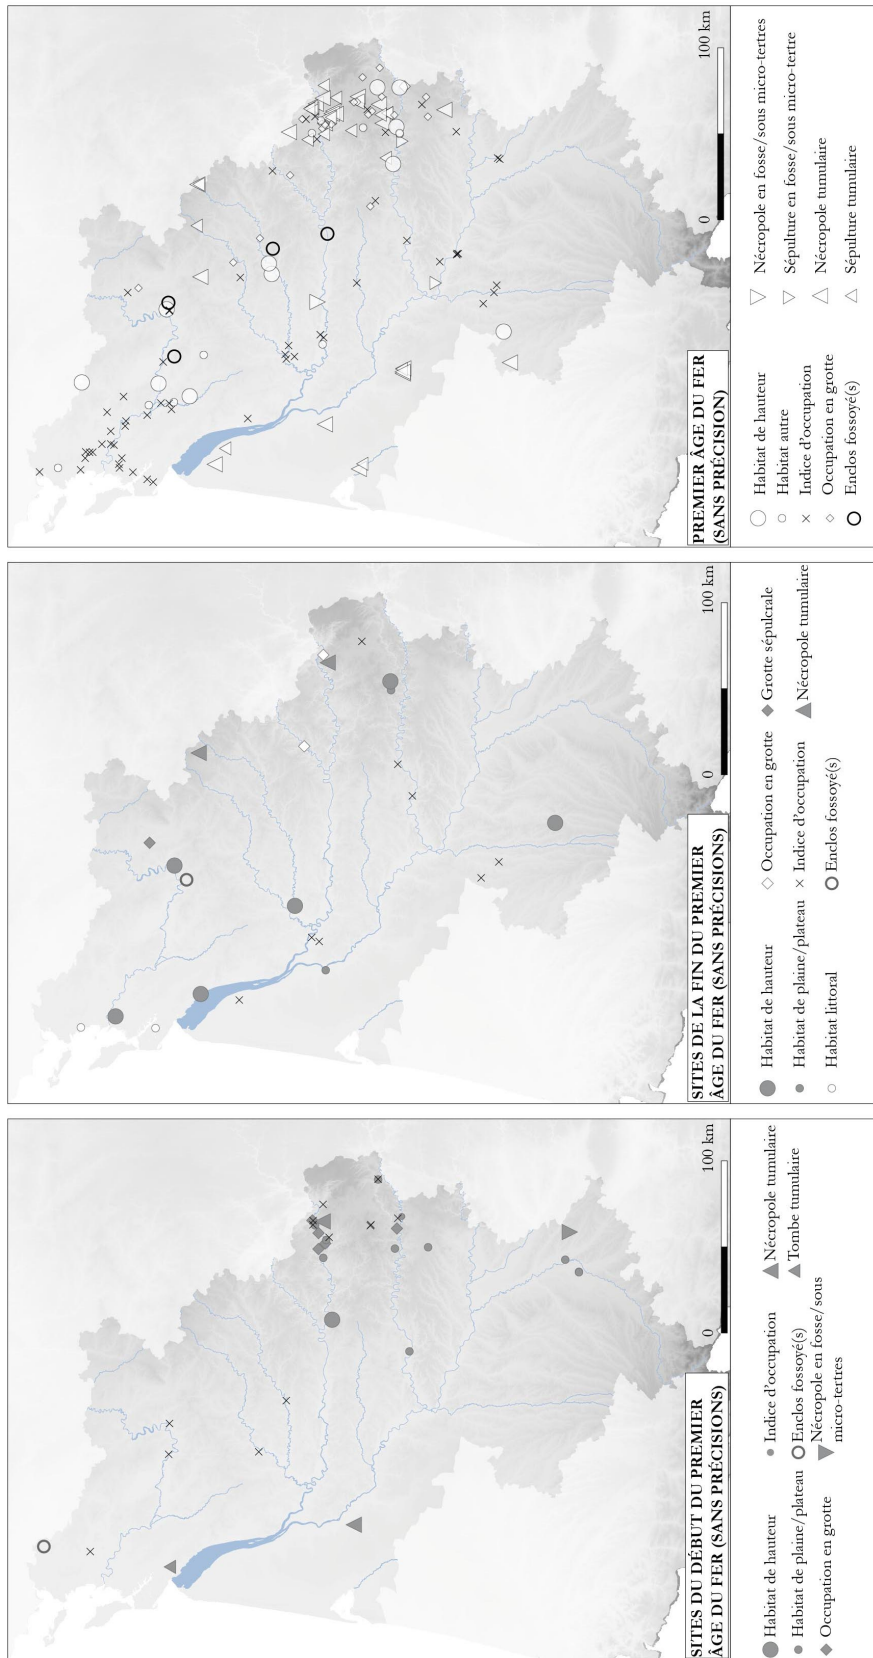 SITES DU DÉBUT DU PREMIER
ÂGE DU FER (SANS PRÉCISIONS)
0
100 km
Habitat de hauteur
Habitat de plaine/plateau
Occupation en grotte
Indice d'occupation
Enclos fossoyé(s)
Nécropole en fosse/sous
micro-tertres
Nécropole tumulaire
Tombe tumulaire
SITES DE LA FIN DU PREMIER
ÂGE DU FER (SANS PRÉCISIONS)
0
100 km
Habitat de hauteur
Habitat de plaine/plateau
Habitat littoral
Occupation en grotte
Indice d'occupation
Enclos fossoyé(s)
Grotte sépulcrale
Nécropole tumulaire
PREMIER ÂGE DU FER
(SANS PRÉCISION)
0
100 km
Habitat de hauteur
Habitat autre
Indice d'occupation
Occupation en grotte
Enclos fossoyé(s)
Nécropole en fosse/sous micro-tertres
Sépulture en fosse/sous micro-tertre
Nécropole tumulaire
Sépulture tumulaire